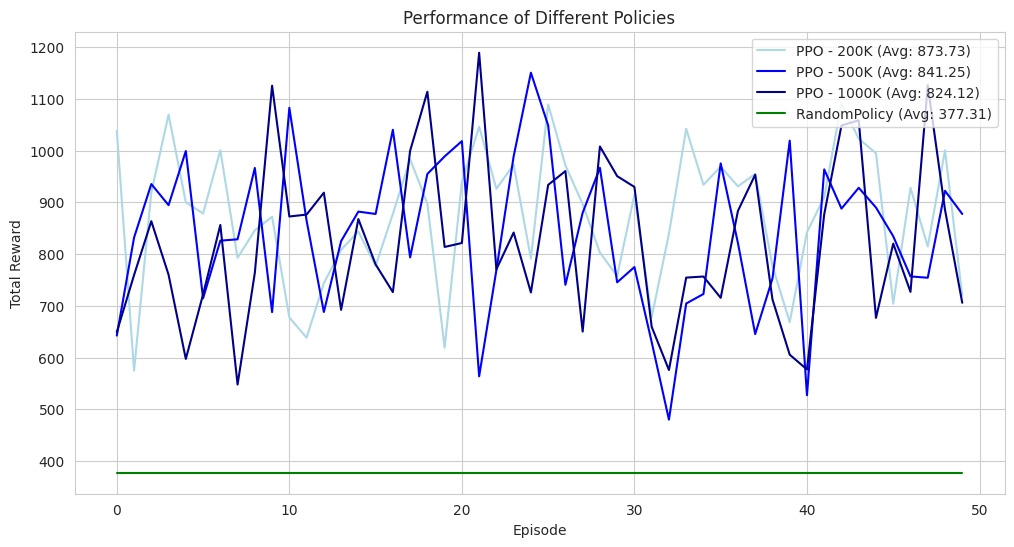 Performance of Different Policies
PPO - 200K (Avg: 873.73)
PPO - 500K (Avg: 841.25)
PPO - 1000K (Avg: 824.12)
RandomPolicy (Avg: 377.31)
Total Reward
1200
1100
1000
900
800
700
600
500
400
0 10 20 30 40 50
Episode